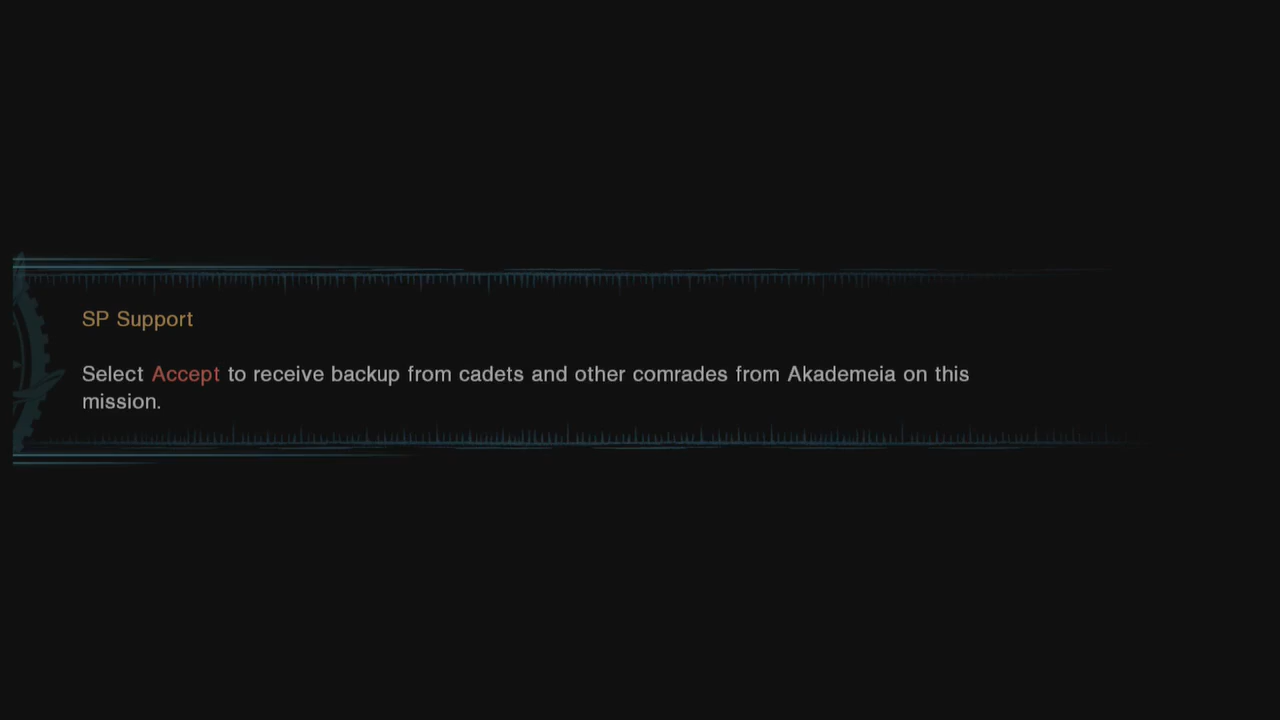 SP Support
Select Accept to receive backup from cadets and other comrades from Akademeia on this
mission.